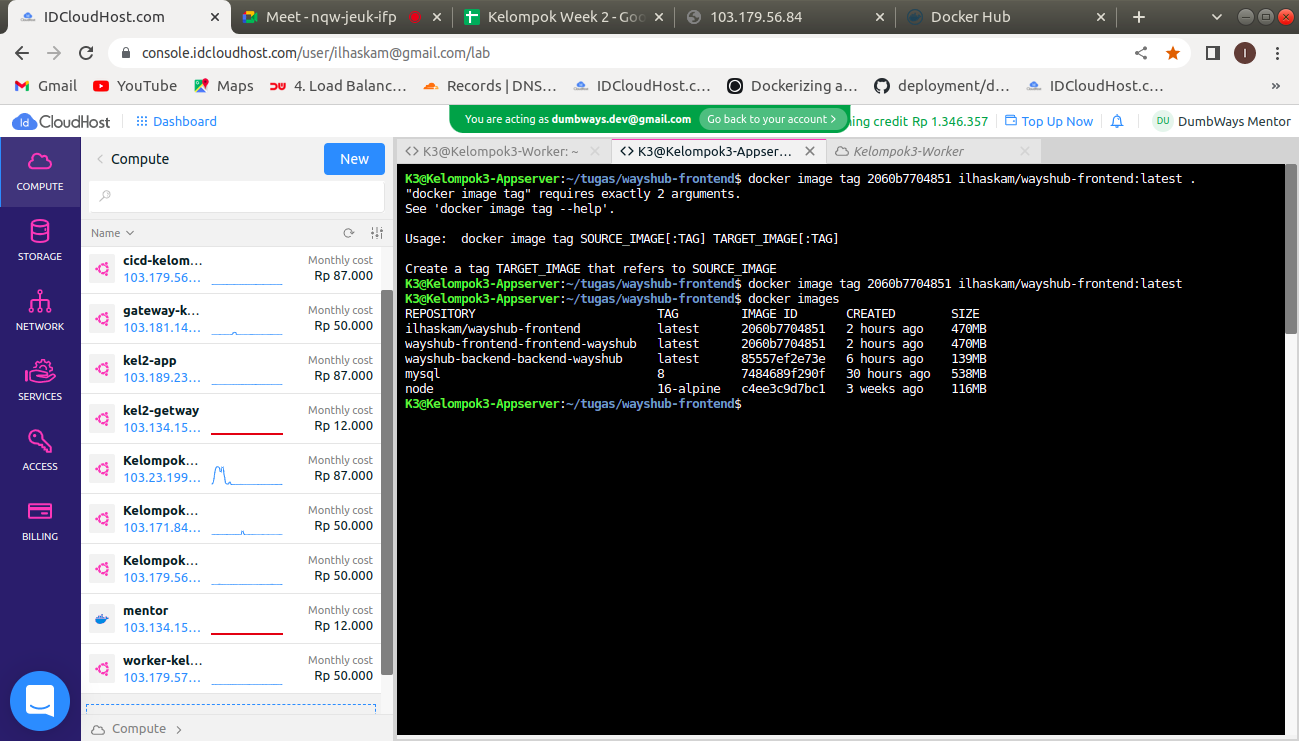 IDCloudHost.com
Meet - nqw-jeuk-ifp
Kelompok Week 2 - Goo
103.179.56.84
Docker Hub
console.idcloudhost.com/user/ilhaskam@gmail.com/lab
I
Gmail
YouTube
Maps
4. Load Balanc...
Records | DNS...
IDCloudHost.c...
Dockerizing a...
deployment/d...
IDCloudHost.c...
»
Id CloudHost
Dashboard
You are acting as dumbways.dev@gmail.com
Go back to your account >
ning credit Rp 1.346.357
Top Up Now
DU
DumbWays Mentor
COMPUTE
STORAGE
NETWORK
SERVICES
ACCESS
BILLING
Compute
New
Name
cicd-kelom... Monthly cost
103.179.56... Rp 87.000
gateway-k... Monthly cost
103.181.14... Rp 50.000
kel2-app Monthly cost
103.189.23... Rp 87.000
kel2-getway Monthly cost
103.134.15... Rp 12.000
Kelompok... Monthly cost
103.23.199... Rp 87.000
Kelompok... Monthly cost
103.171.84... Rp 50.000
Kelompok... Monthly cost
103.179.56... Rp 50.000
mentor Monthly cost
103.134.15... Rp 12.000
worker-kel... Monthly cost
103.179.57... Rp 50.000
Compute >
K3@Kelompok3-Worker: ~
K3@Kelompok3-Appser...
Kelompok3-Worker
K3@Kelompok3-Appserver:~/tugas/wayshub-frontend$ docker image tag 2060b7704851 ilhaskam/wayshub-frontend:latest .
"docker image tag" requires exactly 2 arguments.
See 'docker image tag --help'.
Usage:  docker image tag SOURCE_IMAGE[:TAG] TARGET_IMAGE[:TAG]
Create a tag TARGET_IMAGE that refers to SOURCE_IMAGE
K3@Kelompok3-Appserver:~/tugas/wayshub-frontend$ docker image tag 2060b7704851 ilhaskam/wayshub-frontend:latest
K3@Kelompok3-Appserver:~/tugas/wayshub-frontend$ docker images
REPOSITORY TAG IMAGE ID CREATED SIZE
ilhaskam/wayshub-frontend latest 2060b7704851 2 hours ago 470MB
wayshub-frontend-frontend-wayshub latest 2060b7704851 2 hours ago 470MB
wayshub-backend-backend-wayshub latest 85557ef2e73e 6 hours ago 139MB
mysql 8 7484689f290f 30 hours ago 538MB
node 16-alpine c4ee3c9d7bc1 3 weeks ago 116MB
K3@Kelompok3-Appserver:~/tugas/wayshub-frontend$